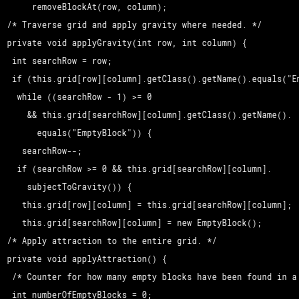 removeBlockAt(row, column);
/* Traverse grid and apply gravity where needed. */
private void applyGravity(int row, int column) {
int searchRow = row;
if (this.grid[row][column].getClass().getName().equals("Em
while ((searchRow - 1) >= 0
&& this.grid[searchRow][column].getClass().getName().
equals("EmptyBlock")) {
searchRow--;
if (searchRow >= 0 && this.grid[searchRow][column].
subjectToGravity()) {
this.grid[row][column] = this.grid[searchRow][column];
this.grid[searchRow][column] = new EmptyBlock();
/* Apply attraction to the entire grid. */
private void applyAttraction() {
/* Counter for how many empty blocks have been found in a
int numberOfEmptyBlocks = 0;